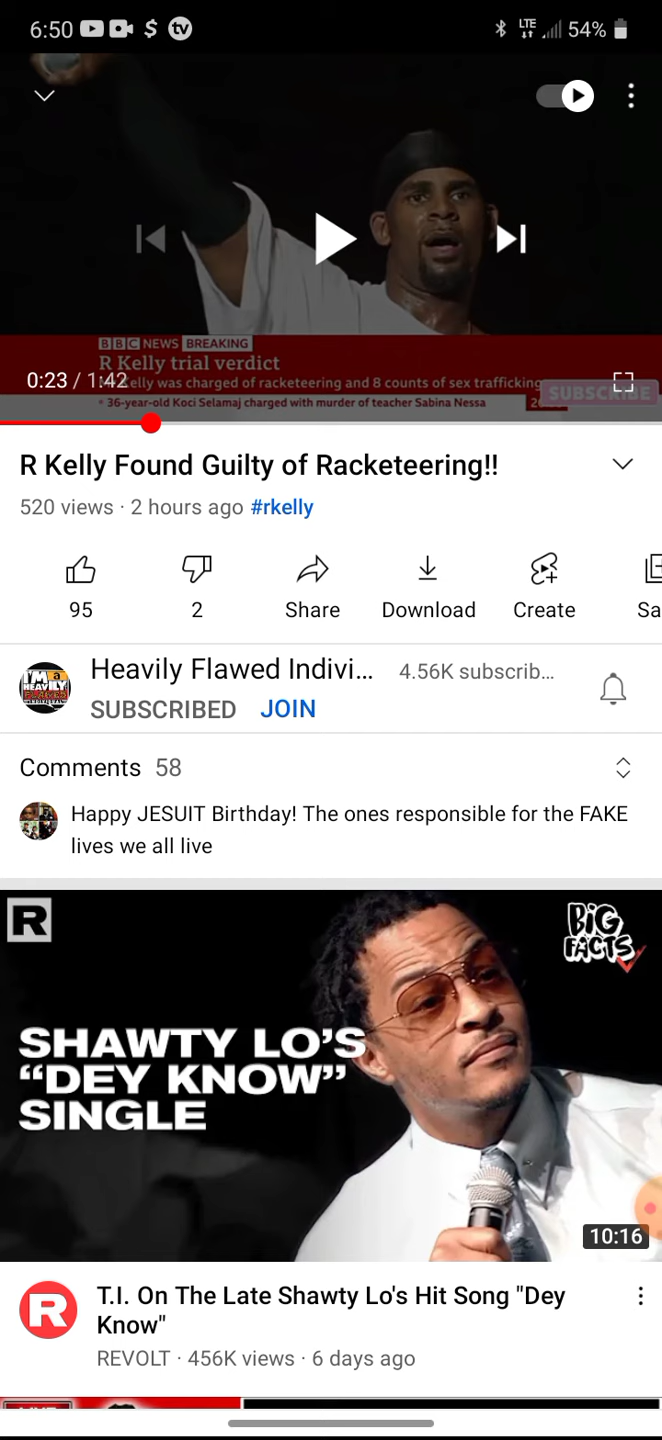 6:50 $ tv LTE 54%
BBC NEWS BREAKING
R Kelly trial verdict
Kelly was charged of racketeering and 8 counts of sex trafficking
0:23 / 1:42
SUBSCRIBE
36-year-old Koci Selamaj charged with murder of teacher Sabina Nessa
R Kelly Found Guilty of Racketeering!!
520 views · 2 hours ago #rkelly
95 2 Share Download Create Sa
Heavily Flawed Indivi... 4.56K subscrib...
SUBSCRIBED JOIN
Comments 58
Happy JESUIT Birthday! The ones responsible for the FAKE
lives we all live
R
BIG
FACTS
SHAWTY LO'S
“DEY KNOW”
SINGLE
10:16
R
T.I. On The Late Shawty Lo's Hit Song "Dey
Know"
REVOLT · 456K views · 6 days ago